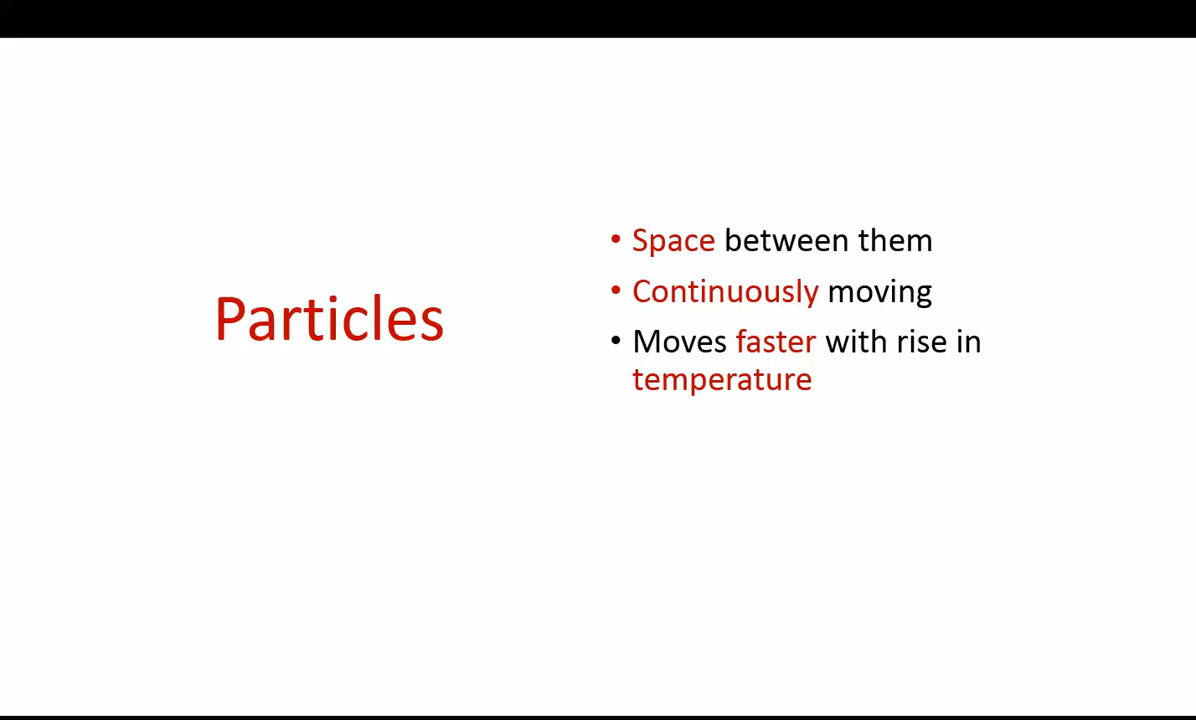 Particles
• Space between them
• Continuously moving
• Moves faster with rise in
temperature